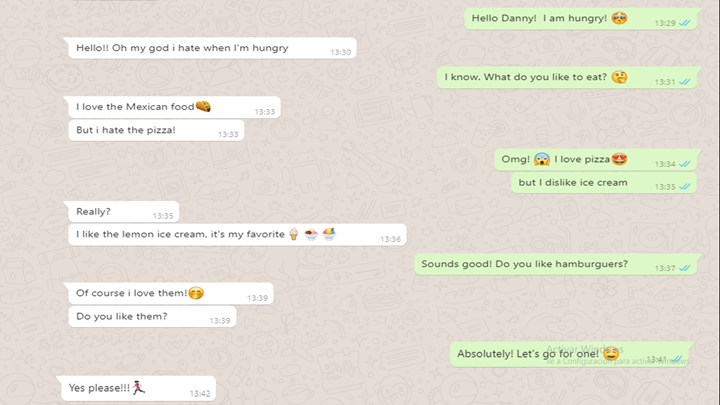 Hello Danny! I am hungry! 🥺
13:29
Hello!! Oh my god i hate when I'm hungry
13:30
I know. What do you like to eat? 🤔
13:31
I love the Mexican food🌮
13:33
But i hate the pizza!
13:33
Omg! 😱 I love pizza😍
13:34
but I dislike ice cream
13:35
Really?
13:35
I like the lemon ice cream, it's my favorite 🍦 🍨 🍧
13:36
Sounds good! Do you like hamburguers?
13:37
Of course i love them!🤭
13:39
Do you like them?
13:39
Absolutely! Let's go for one! 🤤
13:41
Activar Windows
Ve a Configuración para activar Windows.
Yes please!!! 🏃‍♀️
13:42